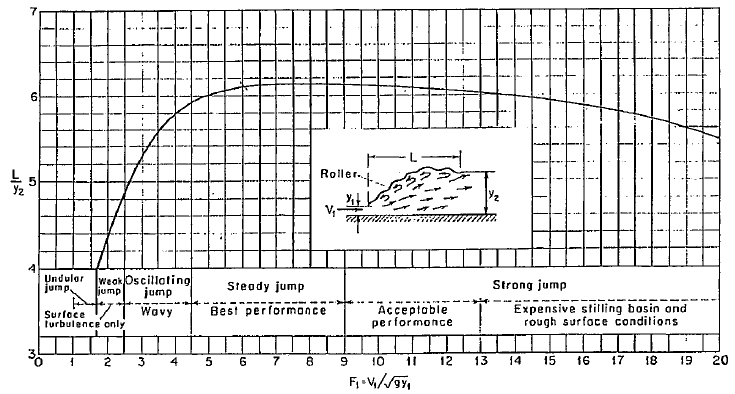 7
6
5
4
3
L
y₂
L
Roller
y₁
V₁
y₂
Undular jump
Weak jump
Oscillating jump
Steady jump
Strong jump
Surface turbulence only
Wavy
Best performance
Acceptable performance
Expensive stilling basin and rough surface conditions
0 1 2 3 4 5 6 7 8 9 10 11 12 13 14 15 16 17 18 19 20
F₁=V₁/√gy₁